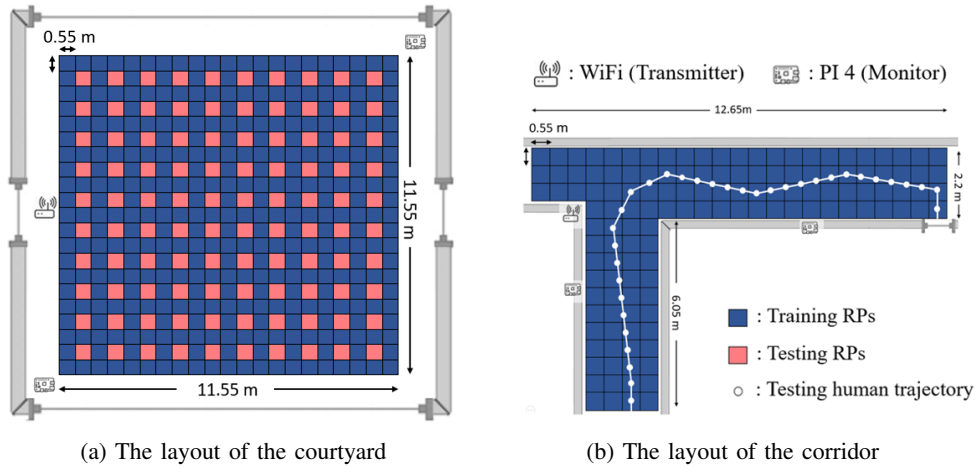 0.55 m
11.55 m
11.55 m
(a) The layout of the courtyard
: WiFi (Transmitter)
: PI 4 (Monitor)
12.65m
0.55 m
2.2 m
6.05 m
: Training RPs
: Testing RPs
: Testing human trajectory
(b) The layout of the corridor